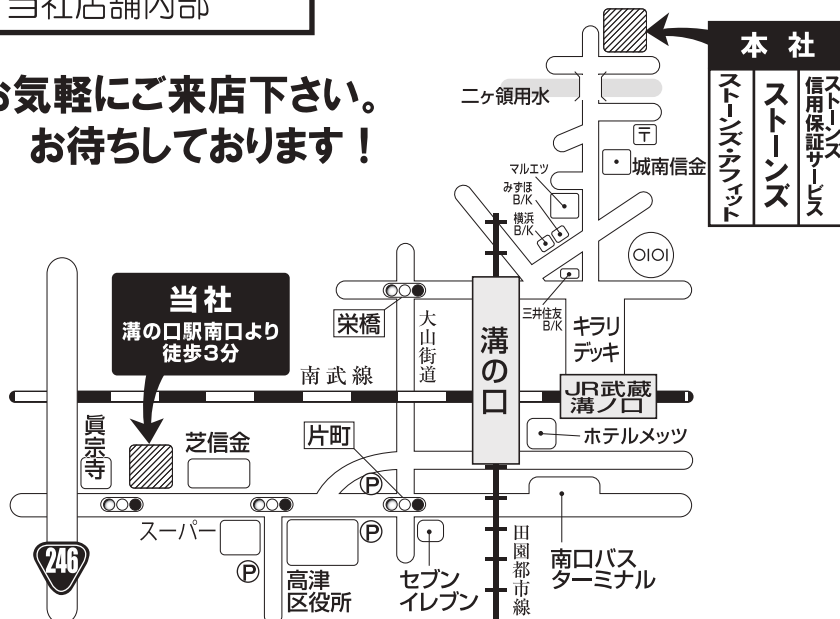 当社店舗内部
お気軽にご来店下さい。
お待ちしております！
本社
ストーンズ・アフィット
ストーンズ
ストーンズ
信用保証サービス
二ヶ領用水
〒
城南信金
マルエツ
みずほ
B/K
横浜
B/K
OIOI
三井住友
B/K
キラリ
デッキ
当社
溝の口駅南口より
徒歩3分
栄橋
大山街道
溝の口
南武線
JR武蔵
溝ノ口
眞宗寺
芝信金
片町
ホテルメッツ
P
スーパー
P
P
246
高津
区役所
セブン
イレブン
田園都市線
南口バス
ターミナル